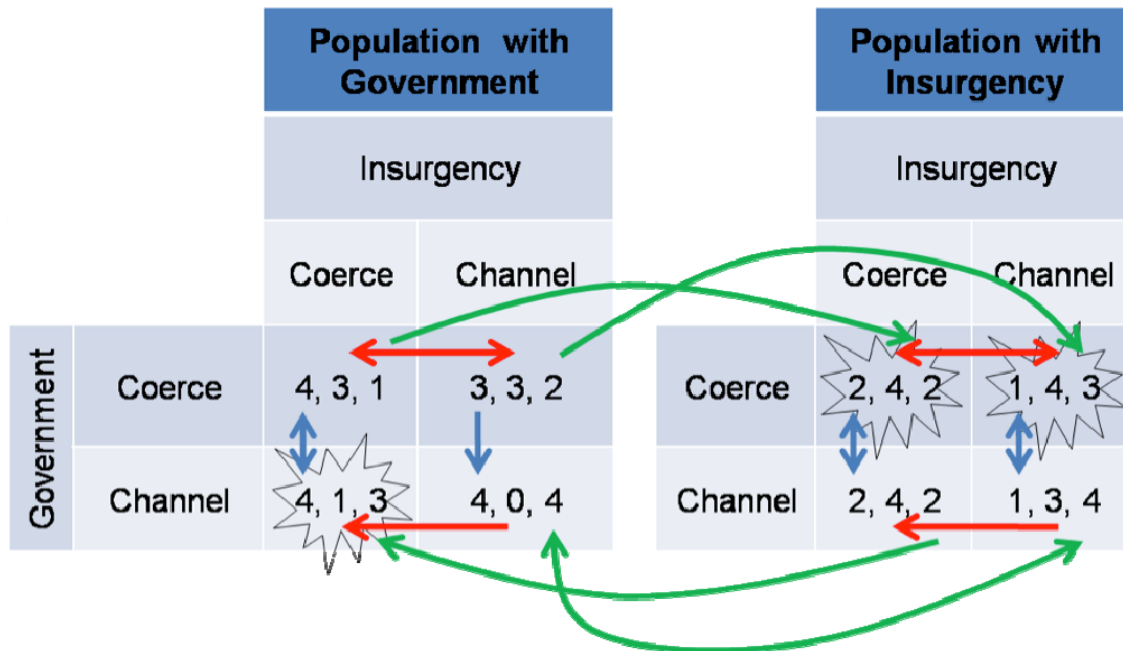 Population with
Government
Population with
Insurgency
Insurgency
Insurgency
Coerce
Channel
Coerce
Channel
Government
Coerce
4, 3, 1
3, 3, 2
Coerce
2, 4, 2
1, 4, 3
Channel
4, 1, 3
4, 0, 4
Channel
2, 4, 2
1, 3, 4